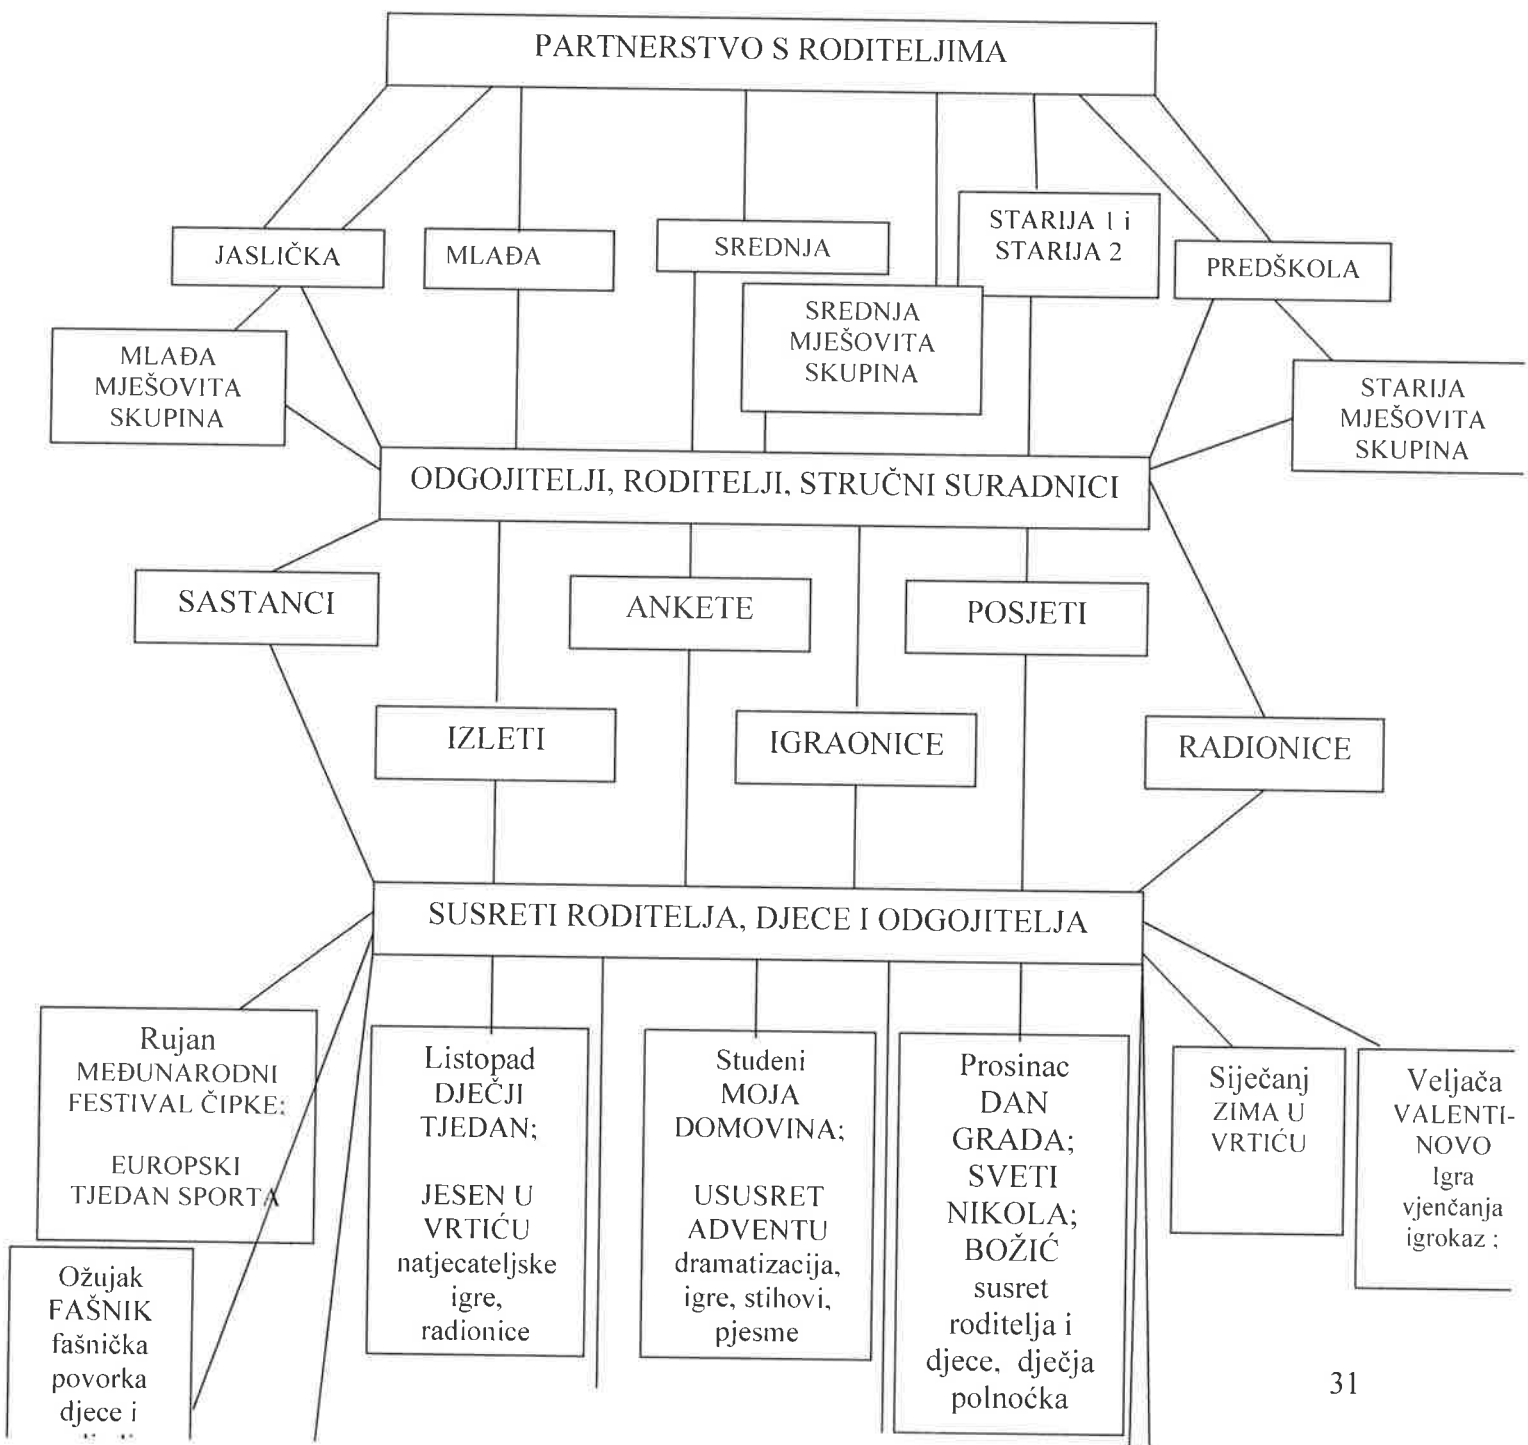 PARTNERSTVO S RODITELJIMA
JASLIČKA
MLAĐA
SREDNJA
STARIJA 1 i
STARIJA 2
PREDŠKOLA
MLAĐA
MJEŠOVITA
SKUPINA
SREDNJA
MJEŠOVITA
SKUPINA
STARIJA
MJEŠOVITA
SKUPINA
ODGOJITELJI, RODITELJI, STRUČNI SURADNICI
SASTANCI
ANKETE
POSJETI
IZLETI
IGRAONICE
RADIONICE
SUSRETI RODITELJA, DJECE I ODGOJITELJA
Rujan
MEĐUNARODNI
FESTIVAL ČIPKE;
EUROPSKI
TJEDAN SPORTA
Listopad
DJEČJI
TJEDAN;
JESEN U
VRTIĆU
natjecateljske
igre,
radionice
Studeni
MOJA
DOMOVINA;
USUSRET
ADVENTU
dramatizacija,
igre, stihovi,
pjesme
Prosinac
DAN
GRADA;
SVETI
NIKOLA;
BOŽIĆ
susret
roditelja i
djece, dječja
polnoćka
Siječanj
ZIMA U
VRTIĆU
Veljača
VALENTI-
NOVO
Igra
vjenčanja
igrokaz ;
Ožujak
FAŠNIK
fašnička
povorka
djece i
31